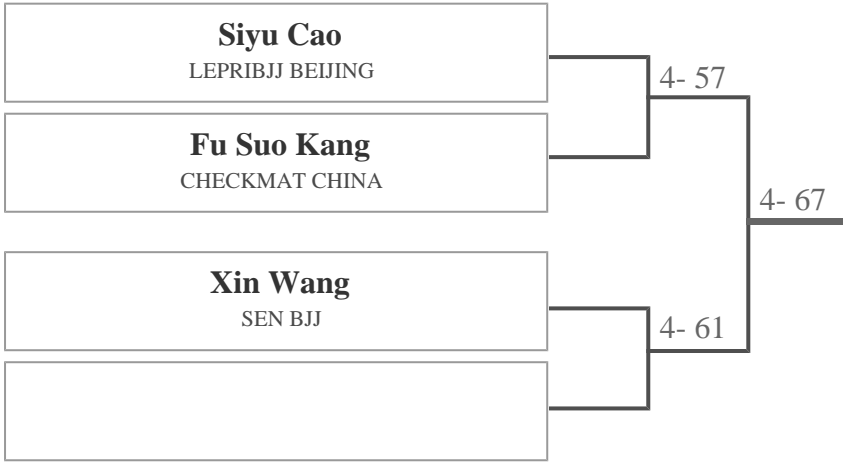 Siyu Cao
LEPRIBJJ BEIJING
4- 57
Fu Suo Kang
CHECKMAT CHINA
4- 67
Xin Wang
SEN BJJ
4- 61